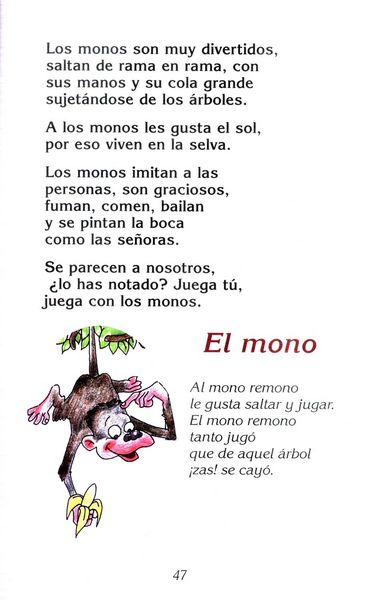 Los monos son muy divertidos,
saltan de rama en rama, con
sus manos y su cola grande
sujetándose de los árboles.
A los monos les gusta el sol,
por eso viven en la selva.
Los monos imitan a las
personas, son graciosos,
fuman, comen, bailan
y se pintan la boca
como las señoras.
Se parecen a nosotros,
¿lo has notado? Juega tú,
juega con los monos.
El mono
Al mono remono
le gusta saltar y jugar.
El mono remono
tanto jugó
que de aquel árbol
¡zas! se cayó.
47